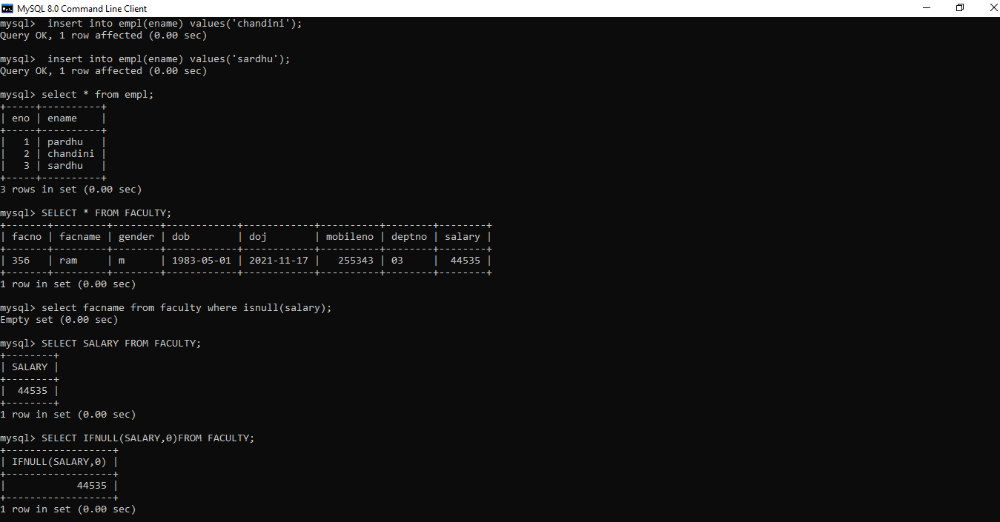 MySQL 8.0 Command Line Client
mysql>  insert into empl(ename) values('chandini');
Query OK, 1 row affected (0.00 sec)
mysql>  insert into empl(ename) values('sardhu');
Query OK, 1 row affected (0.00 sec)
mysql> select * from empl;
+-----+----------+
| eno | ename    |
+-----+----------+
|   1 | pardhu   |
|   2 | chandini |
|   3 | sardhu   |
+-----+----------+
3 rows in set (0.00 sec)
mysql> SELECT * FROM FACULTY;
+-------+---------+--------+------------+------------+----------+--------+--------+
| facno | facname | gender | dob        | doj        | mobileno | deptno | salary |
+-------+---------+--------+------------+------------+----------+--------+--------+
| 356   | ram     | m      | 1983-05-01 | 2021-11-17 |   255343 | 03     |  44535 |
+-------+---------+--------+------------+------------+----------+--------+--------+
1 row in set (0.00 sec)
mysql> select facname from faculty where isnull(salary);
Empty set (0.00 sec)
mysql> SELECT SALARY FROM FACULTY;
+--------+
| SALARY |
+--------+
|  44535 |
+--------+
1 row in set (0.00 sec)
mysql> SELECT IFNULL(SALARY,0)FROM FACULTY;
+------------------+
| IFNULL(SALARY,0) |
+------------------+
|            44535 |
+------------------+
1 row in set (0.00 sec)